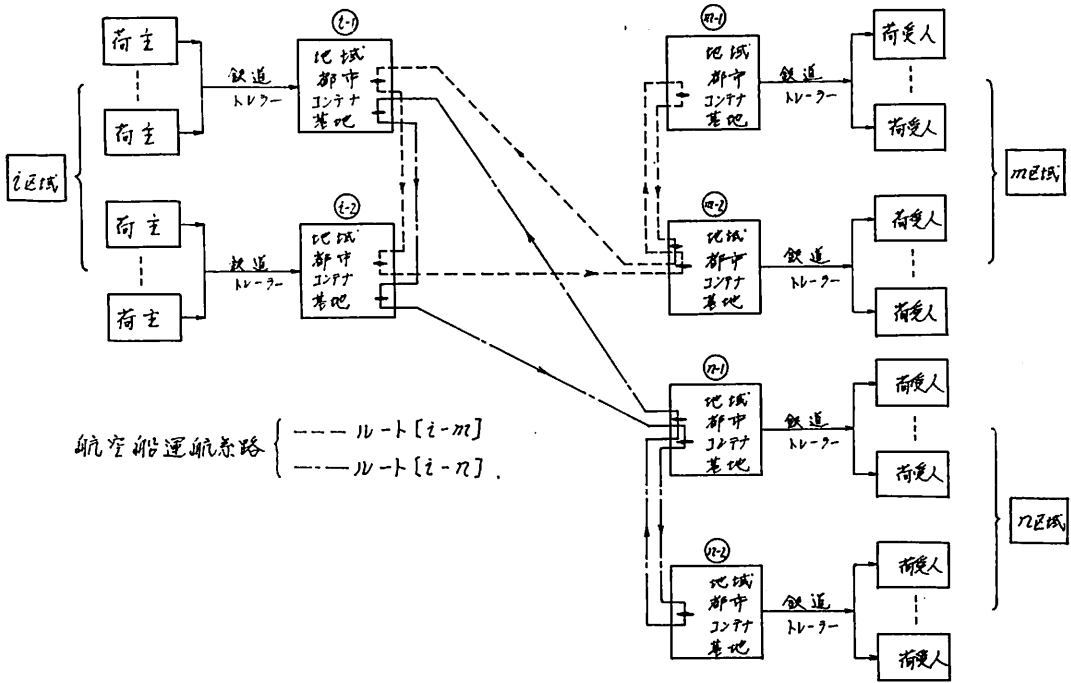 i-1
荷主
地域
都市
コンテナ
基地
鉄道
トレーラー
荷主
i区域
i-2
荷主
地域
都市
コンテナ
基地
鉄道
トレーラー
荷主
m-1
地域
都市
コンテナ
基地
鉄道
トレーラー
荷受人
荷受人
m区域
m-2
地域
都市
コンテナ
基地
鉄道
トレーラー
荷受人
荷受人
n-1
地域
都市
コンテナ
基地
鉄道
トレーラー
荷受人
荷受人
n区域
n-2
地域
都市
コンテナ
基地
鉄道
トレーラー
荷受人
荷受人
航空船運航系路
ルート[i-m]
ルート[i-n].